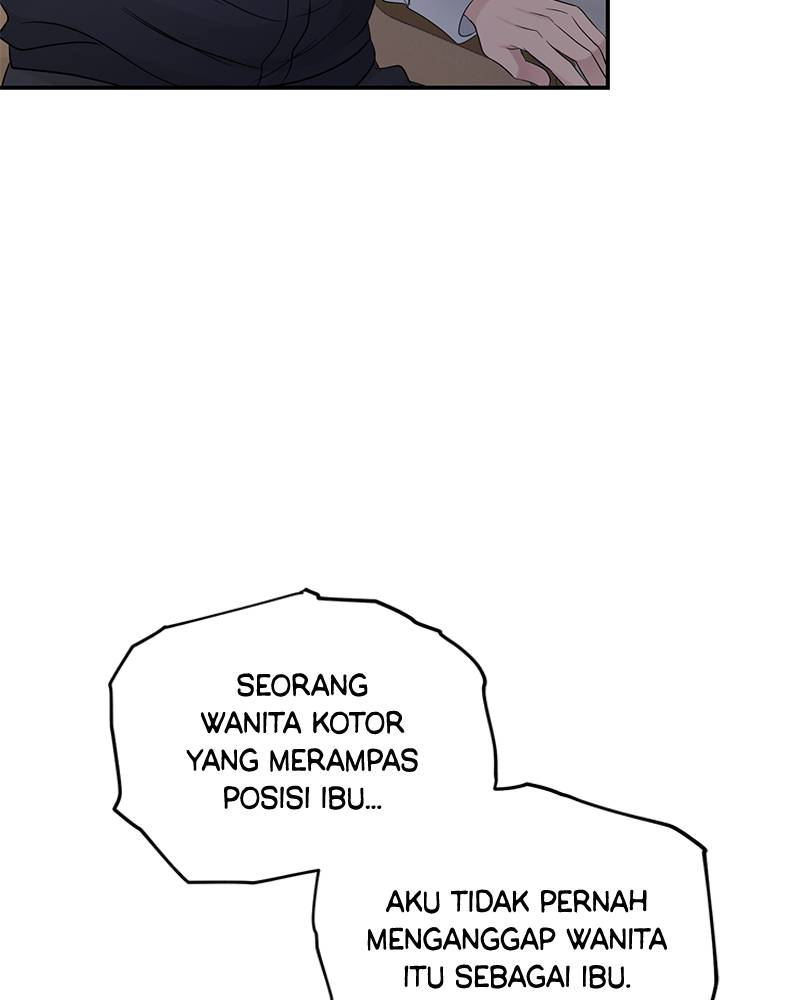 SEORANG
WANITA KOTOR
YANG MERAMPAS
POSISI IBU...
AKU TIDAK PERNAH
MENGANGGAP WANITA
ITU SEBAGAI IBU.